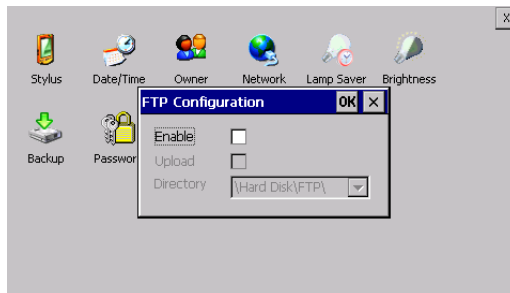 X
Stylus Date/Time Owner Network Lamp Saver Brightness
FTP Configuration OK ×
Enable
Backup Passwor
Upload
Directory \Hard Disk\FTP\